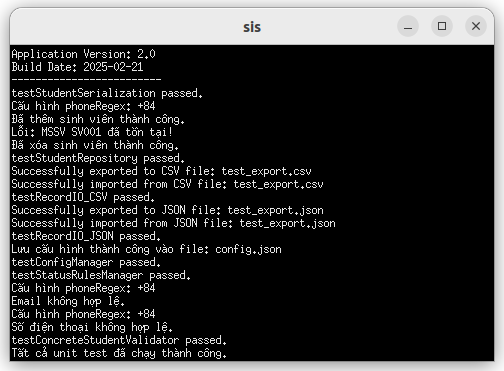 sis
Application Version: 2.0
Build Date: 2025-02-21
-------------------------
testStudentSerialization passed.
Cấu hình phoneRegex: +84
Đã thêm sinh viên thành công.
Lỗi: MSSV SV001 đã tồn tại!
Đã xóa sinh viên thành công.
testStudentRepository passed.
Successfully exported to CSV file: test_export.csv
Successfully imported from CSV file: test_export.csv
testRecordIO_CSV passed.
Successfully exported to JSON file: test_export.json
Successfully imported from JSON file: test_export.json
testRecordIO_JSON passed.
Lưu cấu hình thành công vào file: config.json
testConfigManager passed.
testStatusRulesManager passed.
Cấu hình phoneRegex: +84
Email không hợp lệ.
Cấu hình phoneRegex: +84
Số điện thoại không hợp lệ.
testConcreteStudentValidator passed.
Tất cả unit test đã chạy thành công.